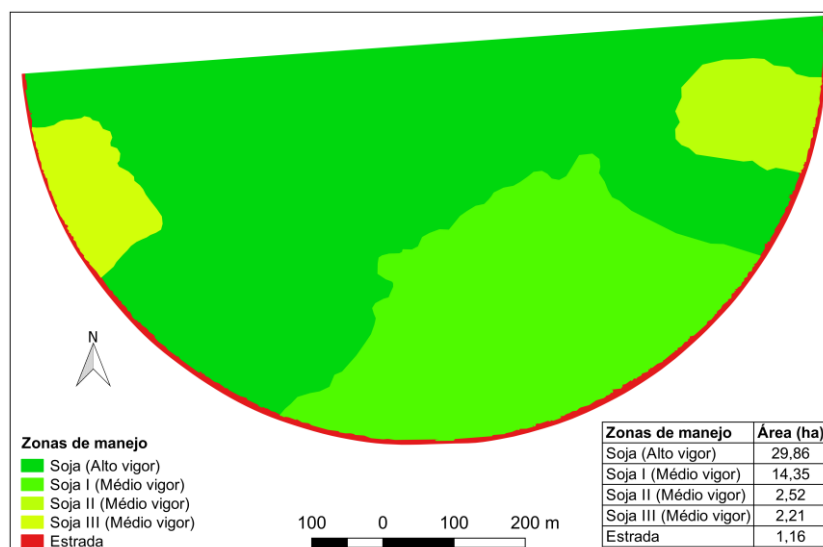 N
Zonas de manejo
Soja (Alto vigor)
Soja I (Médio vigor)
Soja II (Médio vigor)
Soja III (Médio vigor)
Estrada
100 0 100 200 m
Zonas de manejo Área (ha)
Soja (Alto vigor) 29,86
Soja I (Médio vigor) 14,35
Soja II (Médio vigor) 2,52
Soja III (Médio vigor) 2,21
Estrada 1,16